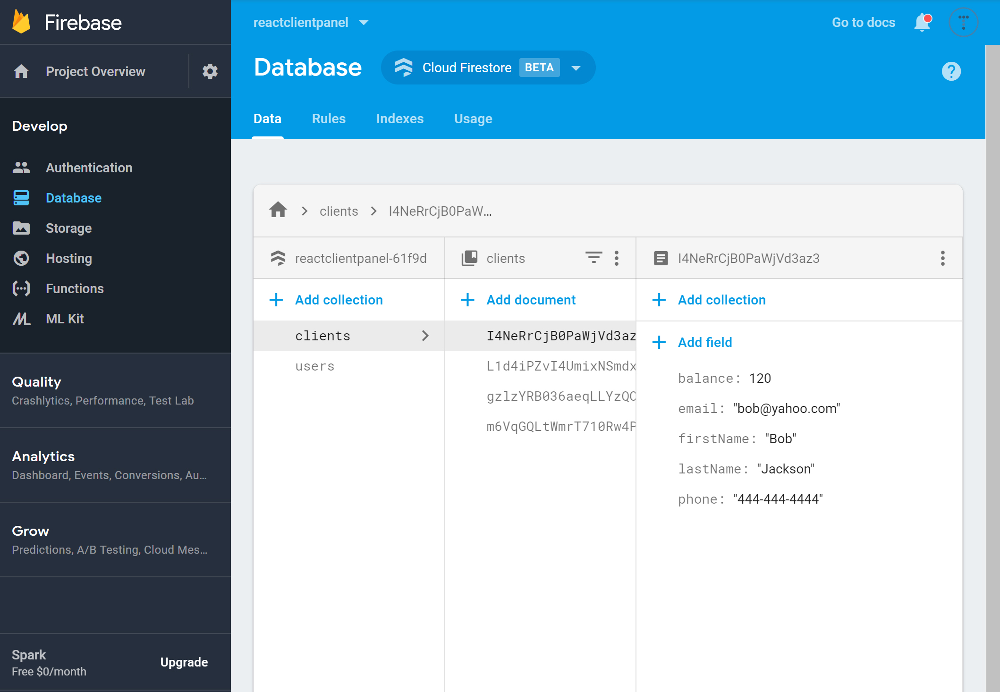 Firebase
Project Overview
Develop
Authentication
Database
Storage
Hosting
Functions
ML Kit
Quality
Crashlytics, Performance, Test Lab
Analytics
Dashboard, Events, Conversions, Au...
Grow
Predictions, A/B Testing, Cloud Mes...
Spark
Free $0/month
Upgrade
reactclientpanel
Go to docs
Database
Cloud Firestore BETA
Data Rules Indexes Usage
clients I4NeRrCjB0PaW...
reactclientpanel-61f9d
Add collection
clients
users
clients
Add document
I4NeRrCjB0PaWjVd3az
L1d4iPZvI4UmixNSmdx
gzlzYRB036aeqLLYzQC
m6VqGQLtWmrT710Rw4P
I4NeRrCjB0PaWjVd3az3
Add collection
Add field
balance: 120
email: "bob@yahoo.com"
firstName: "Bob"
lastName: "Jackson"
phone: "444-444-4444"